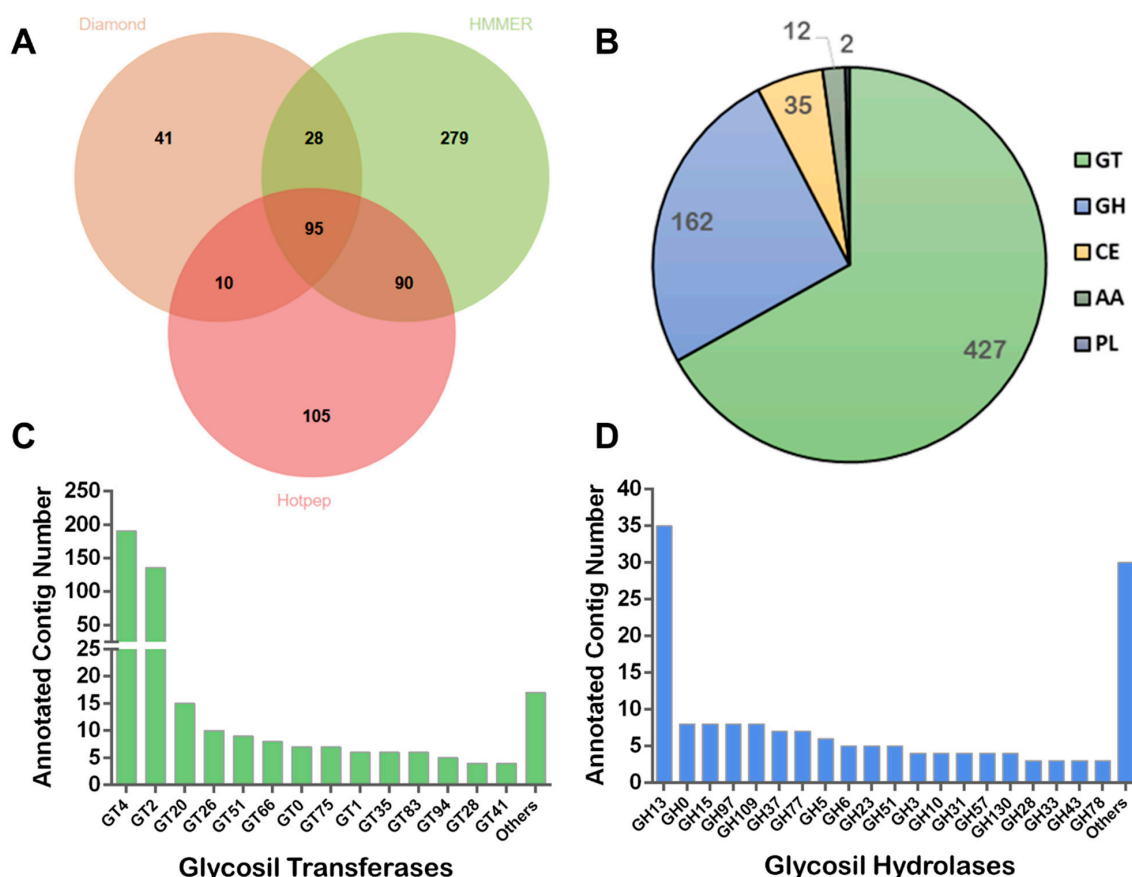 A
Diamond
HMMER
41
28
279
95
10
90
105
Hotpep
B
12
2
35
162
427
GT
GH
CE
AA
PL
C
Annotated Contig Number
250
200
150
100
50
25
20
15
10
5
0
GT4
GT2
GT20
GT26
GT51
GT66
GT0
GT75
GT1
GT35
GT83
GT94
GT28
GT41
Others
Glycosil Transferases
D
Annotated Contig Number
40
35
30
25
20
15
10
5
0
GH13
GH0
GH15
GH97
GH109
GH37
GH77
GH5
GH6
GH23
GH51
GH3
GH10
GH31
GH57
GH130
GH28
GH33
GH43
GH78
Others
Glycosil Hydrolases